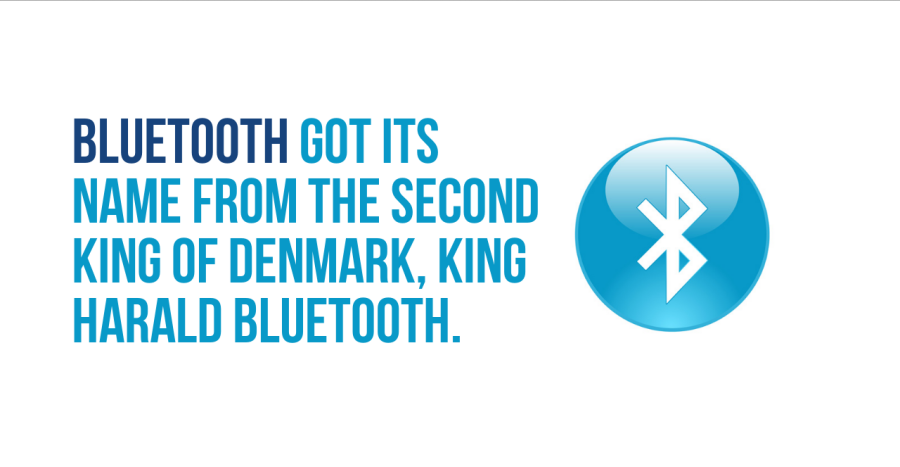 BLUETOOTH GOT ITS
NAME FROM THE SECOND
KING OF DENMARK, KING
HARALD BLUETOOTH.